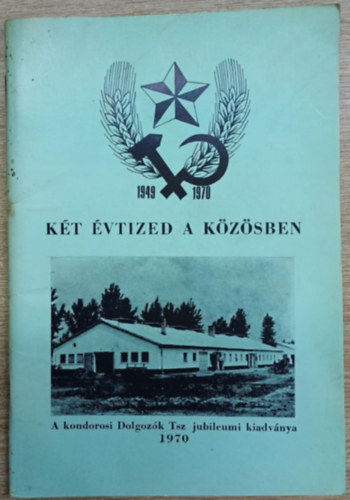 1949 1970
KÉT ÉVTIZED A KÖZÖSBEN
A kondorosi Dolgozók Tsz jubileumi kiadványa
1970